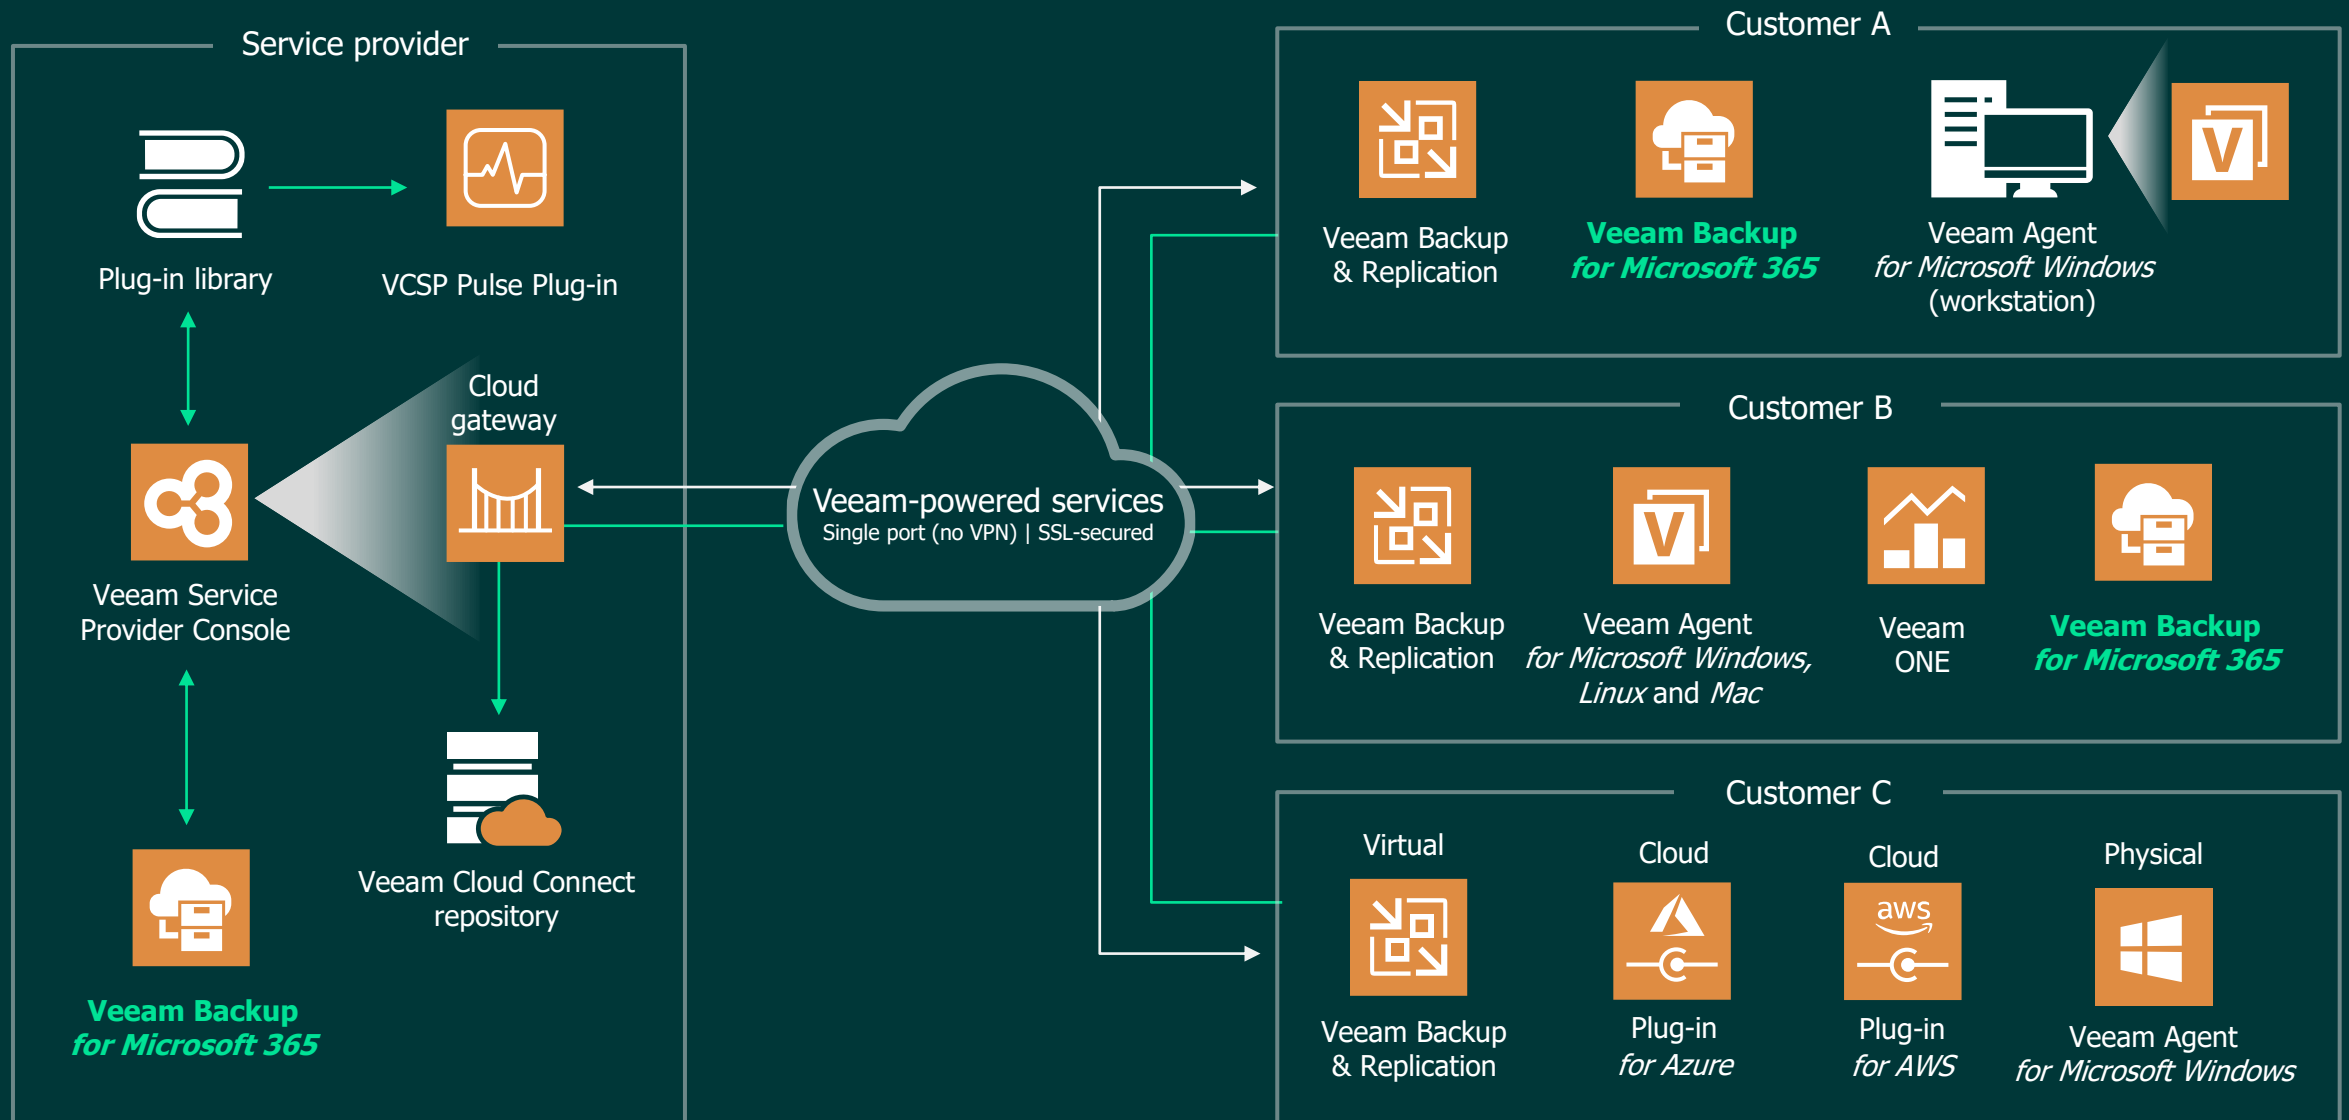 Service provider
Plug-in library
VCSP Pulse Plug-in
Cloud
gateway
Veeam Service
Provider Console
Veeam Cloud Connect
repository
Veeam Backup
for Microsoft 365
Veeam-powered services
Single port (no VPN) | SSL-secured
Customer A
Veeam Backup
& Replication
Veeam Backup
for Microsoft 365
V
Veeam Agent
for Microsoft Windows
(workstation)
Customer B
Veeam Backup
& Replication
V
Veeam Agent
for Microsoft Windows,
Linux and Mac
Veeam
ONE
Veeam Backup
for Microsoft 365
Customer C
Virtual
Veeam Backup
& Replication
Cloud
Plug-in
for Azure
Cloud
aws
Plug-in
for AWS
Physical
Veeam Agent
for Microsoft Windows